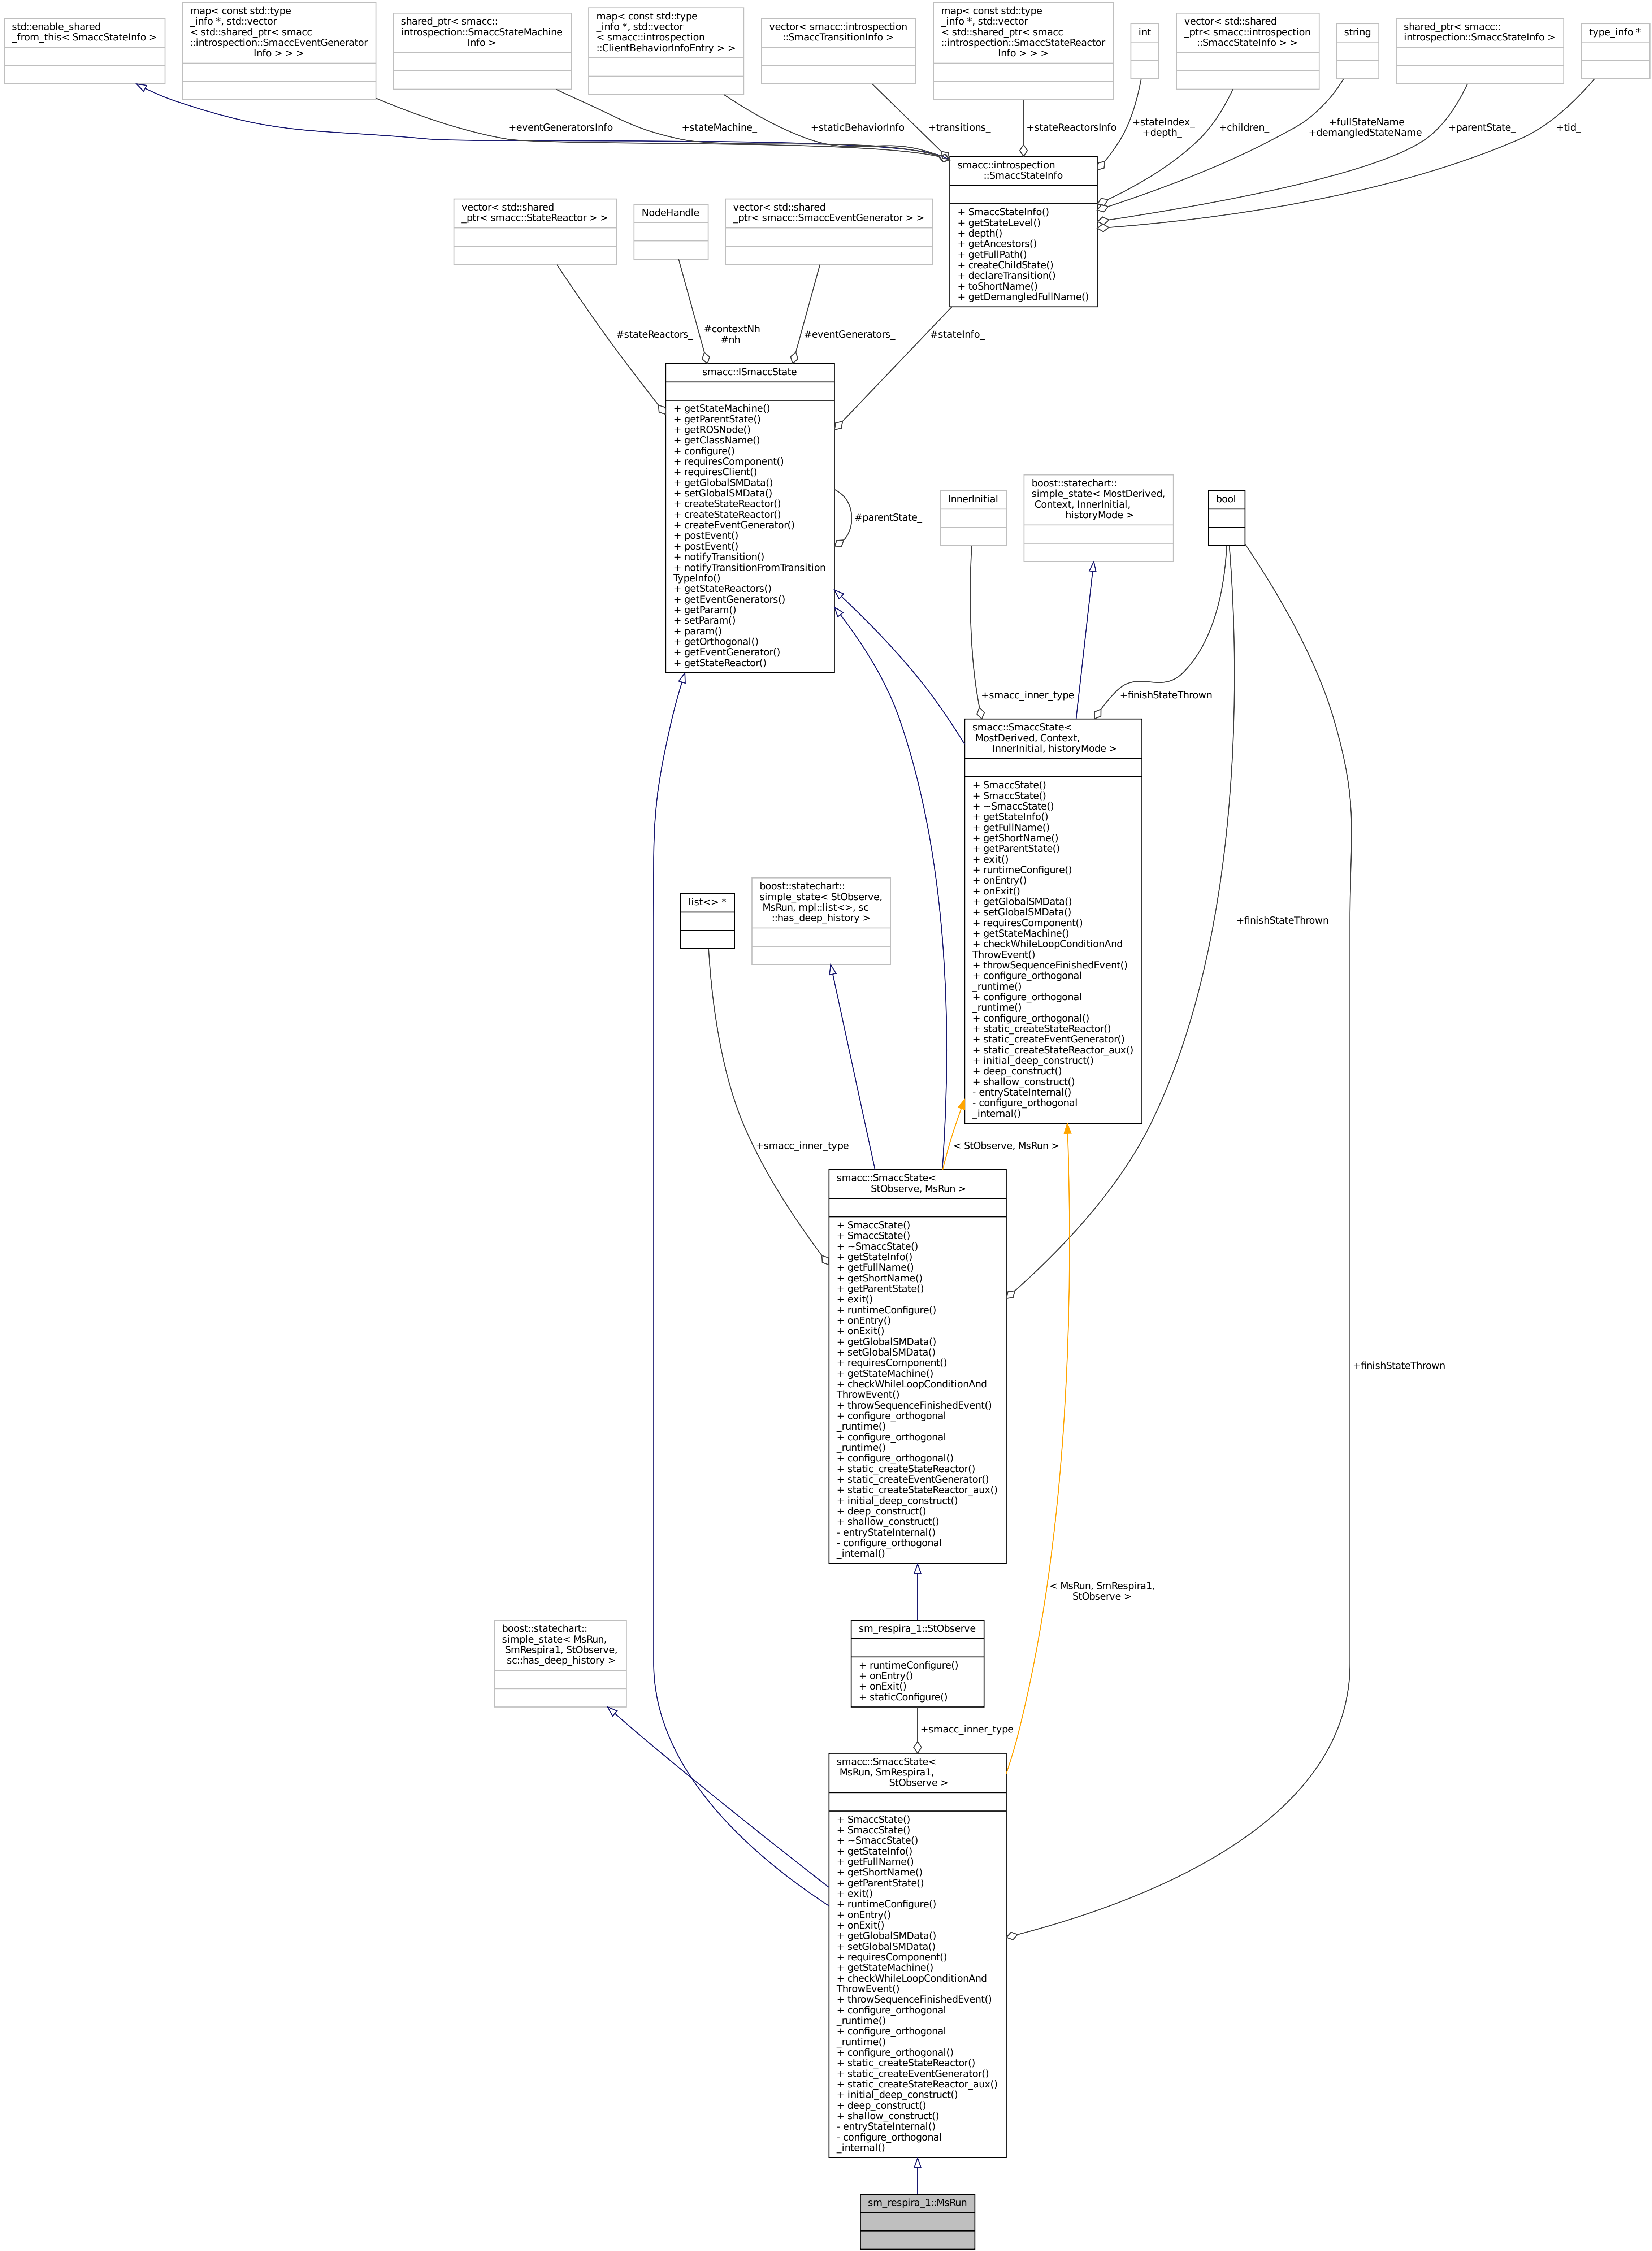 std::enable_shared
_from_this< SmaccStateInfo >
map< const std::type
_info *, std::vector
< std::shared_ptr< smacc
::introspection::SmaccEventGenerator
Info > > >
shared_ptr< smacc::
introspection::SmaccStateMachine
Info >
map< const std::type
_info *, std::vector
< smacc::introspection
::ClientBehaviorInfoEntry > >
vector< smacc::introspection
::SmaccTransitionInfo >
map< const std::type
_info *, std::vector
< std::shared_ptr< smacc
::introspection::SmaccStateReactor
Info > > >
int
vector< std::shared
_ptr< smacc::introspection
::SmaccStateInfo > >
string
shared_ptr< smacc::
introspection::SmaccStateInfo >
type_info *
+eventGeneratorsInfo
+stateMachine_
+staticBehaviorInfo
+transitions_
+stateReactorsInfo
+stateIndex_
+depth_
+children_
+fullStateName
+demangledStateName
+parentState_
+tid_
smacc::introspection
::SmaccStateInfo
+ SmaccStateInfo()
+ getStateLevel()
+ depth()
+ getAncestors()
+ getFullPath()
+ createChildState()
+ declareTransition()
+ toShortName()
+ getDemangledFullName()
vector< std::shared
_ptr< smacc::StateReactor > >
NodeHandle
vector< std::shared
_ptr< smacc::SmaccEventGenerator > >
#stateReactors_
#contextNh
#nh
#eventGenerators_
#stateInfo_
smacc::ISmaccState
+ getStateMachine()
+ getParentState()
+ getROSNode()
+ getClassName()
+ configure()
+ requiresComponent()
+ requiresClient()
+ getGlobalSMData()
+ setGlobalSMData()
+ createStateReactor()
+ createStateReactor()
+ createEventGenerator()
+ postEvent()
+ postEvent()
+ notifyTransition()
+ notifyTransitionFromTransition
TypeInfo()
+ getStateReactors()
+ getEventGenerators()
+ getParam()
+ setParam()
+ param()
+ getOrthogonal()
+ getEventGenerator()
+ getStateReactor()
#parentState_
InnerInitial
boost::statechart::
simple_state< MostDerived,
Context, InnerInitial,
historyMode >
bool
+smacc_inner_type
+finishStateThrown
smacc::SmaccState<
MostDerived, Context,
InnerInitial, historyMode >
+ SmaccState()
+ SmaccState()
+ ~SmaccState()
+ getStateInfo()
+ getFullName()
+ getShortName()
+ getParentState()
+ exit()
+ runtimeConfigure()
+ onEntry()
+ onExit()
+ getGlobalSMData()
+ setGlobalSMData()
+ requiresComponent()
+ getStateMachine()
+ checkWhileLoopConditionAnd
ThrowEvent()
+ throwSequenceFinishedEvent()
+ configure_orthogonal
_runtime()
+ configure_orthogonal
_runtime()
+ configure_orthogonal()
+ static_createStateReactor()
+ static_createEventGenerator()
+ static_createStateReactor_aux()
+ initial_deep_construct()
+ deep_construct()
+ shallow_construct()
- entryStateInternal()
- configure_orthogonal
_internal()
list<> *
boost::statechart::
simple_state< StObserve,
MsRun, mpl::list<>, sc
::has_deep_history >
+finishStateThrown
+smacc_inner_type
< StObserve, MsRun >
smacc::SmaccState<
StObserve, MsRun >
+ SmaccState()
+ SmaccState()
+ ~SmaccState()
+ getStateInfo()
+ getFullName()
+ getShortName()
+ getParentState()
+ exit()
+ runtimeConfigure()
+ onEntry()
+ onExit()
+ getGlobalSMData()
+ setGlobalSMData()
+ requiresComponent()
+ getStateMachine()
+ checkWhileLoopConditionAnd
ThrowEvent()
+ throwSequenceFinishedEvent()
+ configure_orthogonal
_runtime()
+ configure_orthogonal
_runtime()
+ configure_orthogonal()
+ static_createStateReactor()
+ static_createEventGenerator()
+ static_createStateReactor_aux()
+ initial_deep_construct()
+ deep_construct()
+ shallow_construct()
- entryStateInternal()
- configure_orthogonal
_internal()
+finishStateThrown
< MsRun, SmRespira1,
StObserve >
boost::statechart::
simple_state< MsRun,
SmRespira1, StObserve,
sc::has_deep_history >
sm_respira_1::StObserve
+ runtimeConfigure()
+ onEntry()
+ onExit()
+ staticConfigure()
+smacc_inner_type
smacc::SmaccState<
MsRun, SmRespira1,
StObserve >
+ SmaccState()
+ SmaccState()
+ ~SmaccState()
+ getStateInfo()
+ getFullName()
+ getShortName()
+ getParentState()
+ exit()
+ runtimeConfigure()
+ onEntry()
+ onExit()
+ getGlobalSMData()
+ setGlobalSMData()
+ requiresComponent()
+ getStateMachine()
+ checkWhileLoopConditionAnd
ThrowEvent()
+ throwSequenceFinishedEvent()
+ configure_orthogonal
_runtime()
+ configure_orthogonal
_runtime()
+ configure_orthogonal()
+ static_createStateReactor()
+ static_createEventGenerator()
+ static_createStateReactor_aux()
+ initial_deep_construct()
+ deep_construct()
+ shallow_construct()
- entryStateInternal()
- configure_orthogonal
_internal()
sm_respira_1::MsRun